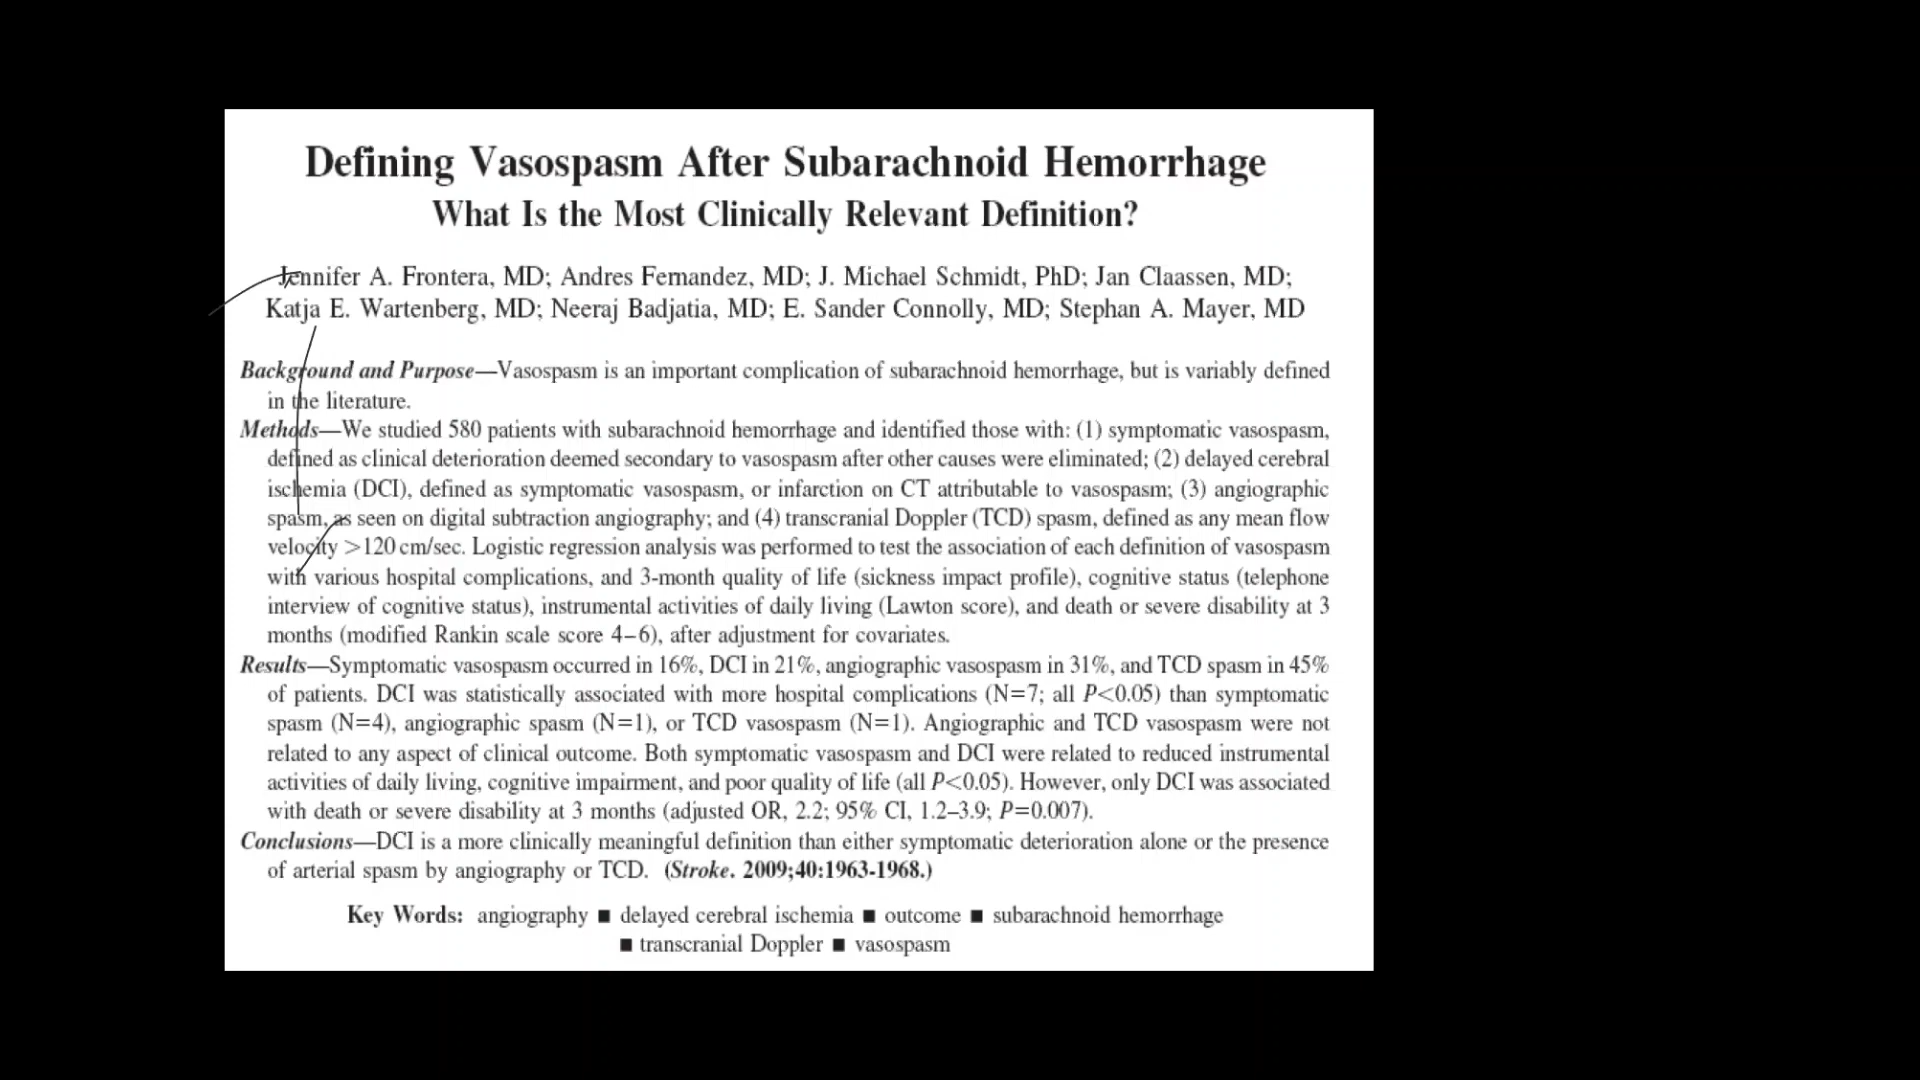 Defining Vasospasm After Subarachnoid Hemorrhage
What Is the Most Clinically Relevant Definition?
Jennifer A. Frontera, MD; Andres Fernandez, MD; J. Michael Schmidt, PhD; Jan Claassen, MD;
Katja E. Wartenberg, MD; Neeraj Badjatia, MD; E. Sander Connolly, MD; Stephan A. Mayer, MD
Background and Purpose—Vasospasm is an important complication of subarachnoid hemorrhage, but is variably defined
in the literature.
Methods—We studied 580 patients with subarachnoid hemorrhage and identified those with: (1) symptomatic vasospasm,
defined as clinical deterioration deemed secondary to vasospasm after other causes were eliminated; (2) delayed cerebral
ischemia (DCI), defined as symptomatic vasospasm, or infarction on CT attributable to vasospasm; (3) angiographic
spasm, as seen on digital subtraction angiography; and (4) transcranial Doppler (TCD) spasm, defined as any mean flow
velocity >120 cm/sec. Logistic regression analysis was performed to test the association of each definition of vasospasm
with various hospital complications, and 3-month quality of life (sickness impact profile), cognitive status (telephone
interview of cognitive status), instrumental activities of daily living (Lawton score), and death or severe disability at 3
months (modified Rankin scale score 4–6), after adjustment for covariates.
Results—Symptomatic vasospasm occurred in 16%, DCI in 21%, angiographic vasospasm in 31%, and TCD spasm in 45%
of patients. DCI was statistically associated with more hospital complications (N=7; all P<0.05) than symptomatic
spasm (N=4), angiographic spasm (N=1), or TCD vasospasm (N=1). Angiographic and TCD vasospasm were not
related to any aspect of clinical outcome. Both symptomatic vasospasm and DCI were related to reduced instrumental
activities of daily living, cognitive impairment, and poor quality of life (all P<0.05). However, only DCI was associated
with death or severe disability at 3 months (adjusted OR, 2.2; 95% CI, 1.2–3.9; P=0.007).
Conclusions—DCI is a more clinically meaningful definition than either symptomatic deterioration alone or the presence
of arterial spasm by angiography or TCD. (Stroke. 2009;40:1963-1968.)
Key Words: angiography ■ delayed cerebral ischemia ■ outcome ■ subarachnoid hemorrhage
■ transcranial Doppler ■ vasospasm